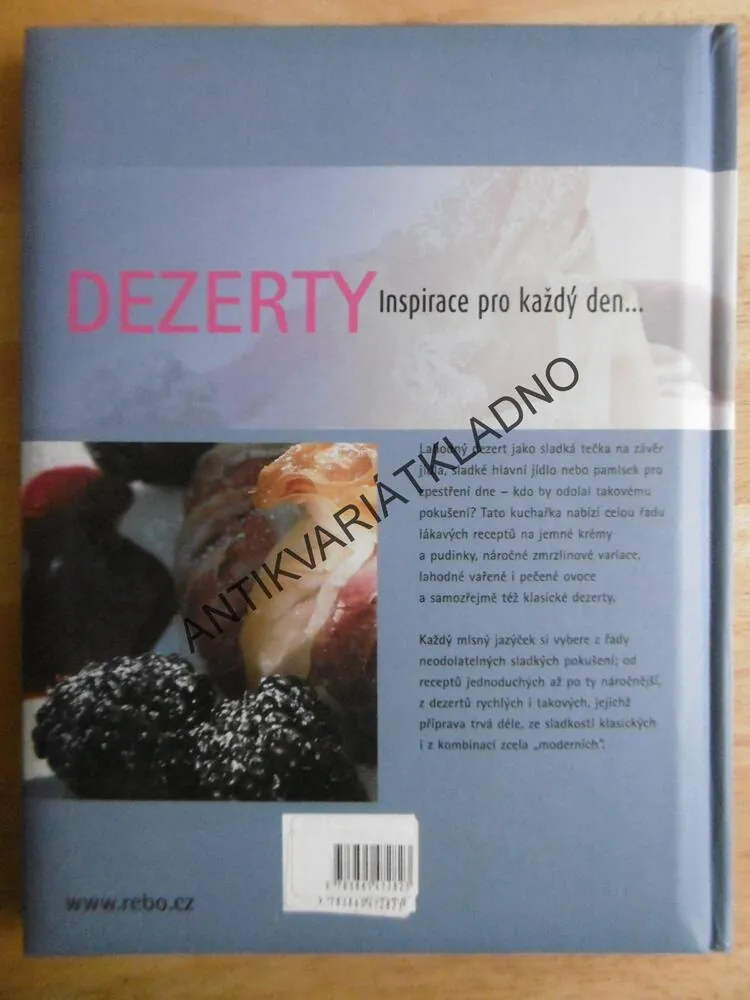 DEZERTY Inspirace pro každý den...
ANTIKVARIÁTKLADNO
Lahodný dezert jako sladká tečka na závěr
jídla, sladké hlavní jídlo nebo pamlsek pro
zpestření dne – kdo by odolal takovému
pokušení? Tato kuchařka nabízí celou řadu
lákavých receptů na jemné krémy
a pudinky, náročné zmrzlinové variace,
lahodné vařené i pečené ovoce
a samozřejmě též klasické dezerty.
Každý mlsný jazýček si vybere z řady
neodolatelných sladkých pokušení; od
receptů jednoduchých až po ty náročnější,
z dezertů rychlých i takových, jejichž
příprava trvá déle, ze sladkostí klasických
i z kombinací zcela „moderních”.
www.rebo.cz